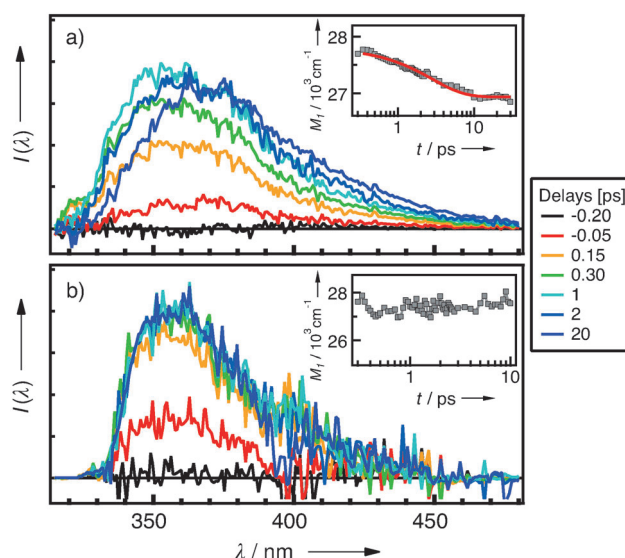 a)
I(λ)
28
27
M₁ / 10³ cm⁻¹
1
10
t / ps
b)
I(λ)
28
26
M₁ / 10³ cm⁻¹
1
10
t / ps
Delays [ps]
-0.20
-0.05
0.15
0.30
1
2
20
350
400
450
λ / nm